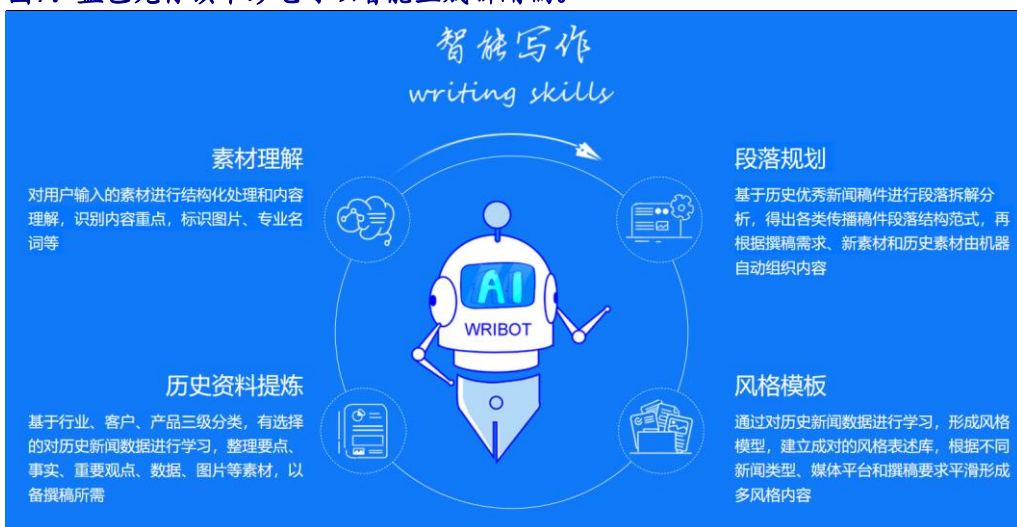 智能写作
writing skills
素材理解
对用户输入的素材进行结构化处理和内容
理解，识别内容重点，标识图片、专业名
词等
段落规划
基于历史优秀新闻稿件进行段落拆解分
析，得出各类传播稿件段落结构范式，再
根据撰稿需求、新素材和历史素材由机器
自动组织内容
AI
WRIBOT
历史资料提炼
基于行业、客户、产品三级分类，有选择
的对历史新闻数据进行学习，整理要点、
事实、重要观点、数据、图片等素材，以
备撰稿所需
风格模板
通过对历史新闻数据进行学习，形成风格
模型，建立成对的风格表述库，根据不同
新闻类型、媒体平台和撰稿要求平滑形成
多风格内容